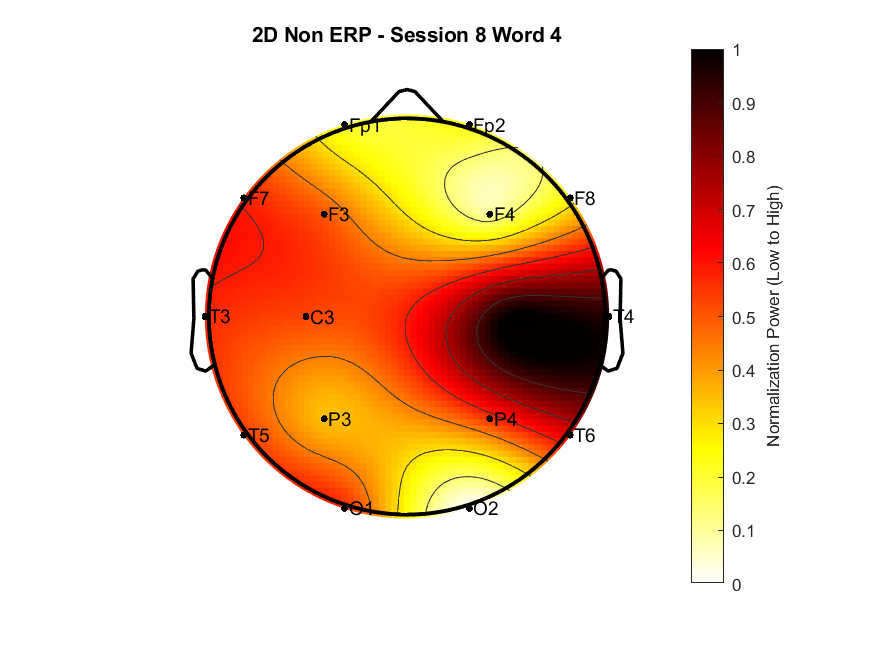 2D Non ERP - Session 8 Word 4
Fp1 Fp2
F7 F8
F3 F4
T3 C3 T4
P3 P4
T5 T6
O1 O2
1
0.9
0.8
0.7
0.6
0.5
0.4
0.3
0.2
0.1
0
Normalization Power (Low to High)